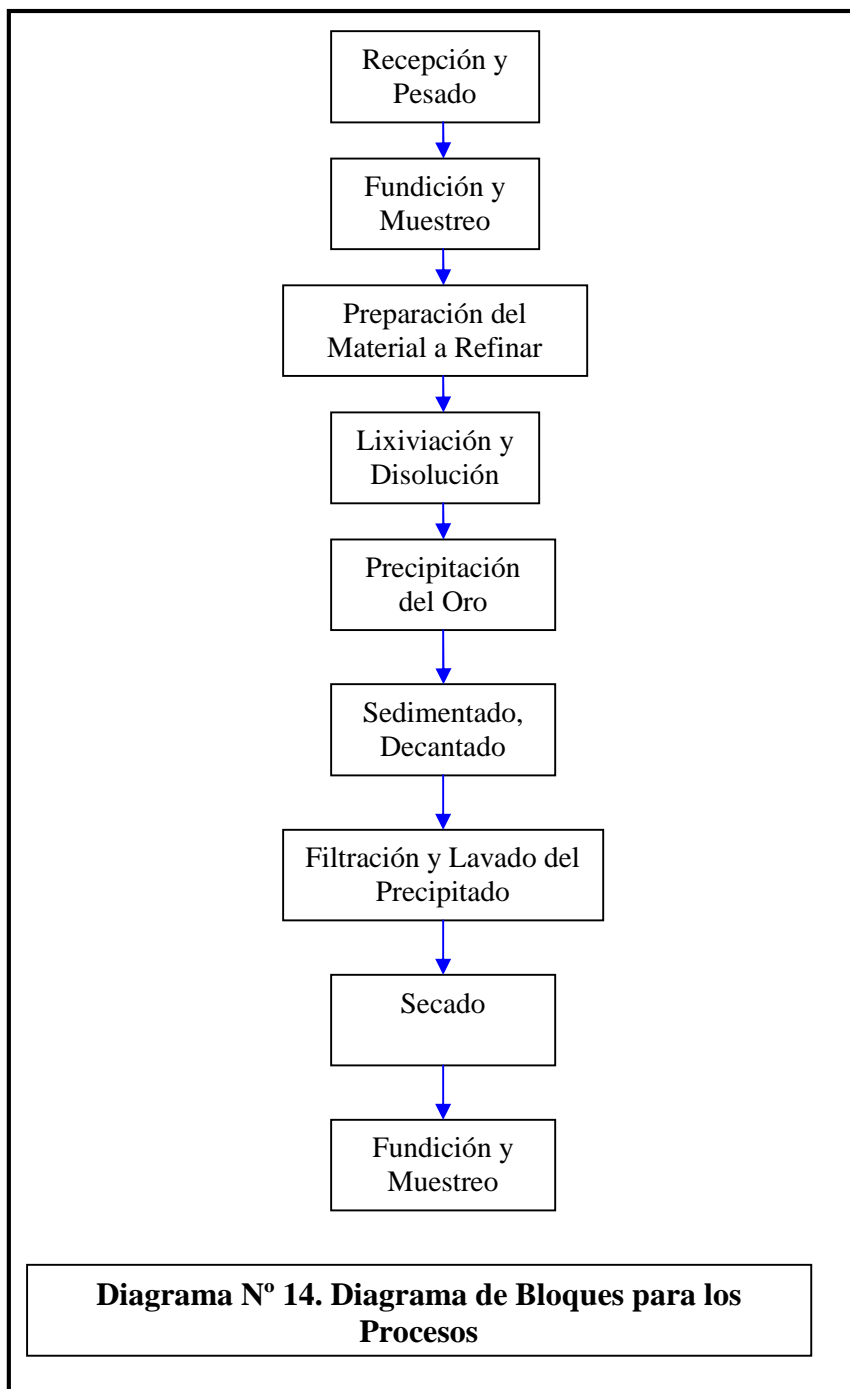 Recepción y
Pesado
Fundición y
Muestreo
Preparación del
Material a Refinar
Lixiviación y
Disolución
Precipitación
del Oro
Sedimentado,
Decantado
Filtración y Lavado del
Precipitado
Secado
Fundición y
Muestreo
Diagrama Nº 14. Diagrama de Bloques para los
Procesos